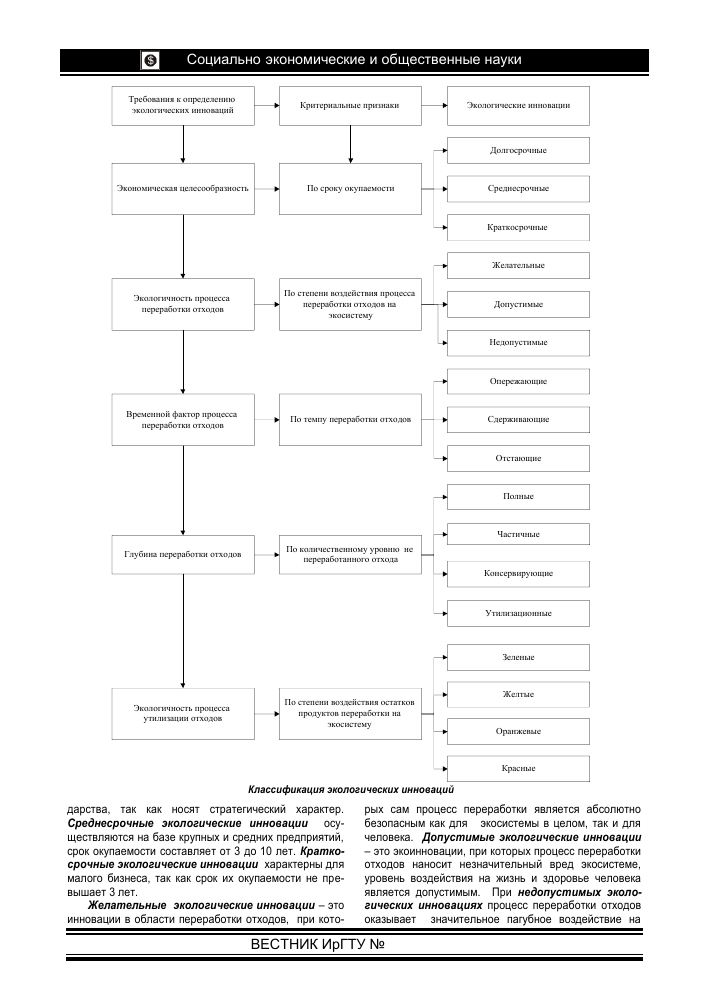 Социально экономические и общественные науки
Требования к определению
экологических инноваций
Критериальные признаки
Экологические инновации
Экономическая целесообразность
По сроку окупаемости
Долгосрочные
Среднесрочные
Краткосрочные
Экологичность процесса
переработки отходов
По степени воздействия процесса
переработки отходов на
экосистему
Желательные
Допустимые
Недопустимые
Временной фактор процесса
переработки отходов
По темпу переработки отходов
Опережающие
Сдерживающие
Отстающие
Глубина переработки отходов
По количественному уровню не
переработанного отхода
Полные
Частичные
Консервирующие
Утилизационные
Экологичность процесса
утилизации отходов
По степени воздействия остатков
продуктов переработки на
экосистему
Зеленые
Желтые
Оранжевые
Красные
Классификация экологических инноваций
дарства, так как носят стратегический характер.
Среднесрочные экологические инновации осу-
ществляются на базе крупных и средних предприятий,
срок окупаемости составляет от 3 до 10 лет. Кратко-
срочные экологические инновации характерны для
малого бизнеса, так как срок их окупаемости не пре-
вышает 3 лет.
Желательные экологические инновации – это
инновации в области переработки отходов, при кото-
рых сам процесс переработки является абсолютно
безопасным как для экосистемы в целом, так и для
человека. Допустимые экологические инновации
– это экоинновации, при которых процесс переработки
отходов наносит незначительный вред экосистеме,
уровень воздействия на жизнь и здоровье человека
является допустимым. При недопустимых эколо-
гических инновациях процесс переработки отходов
оказывает значительное пагубное воздействие на
ВЕСТНИК ИрГТУ №